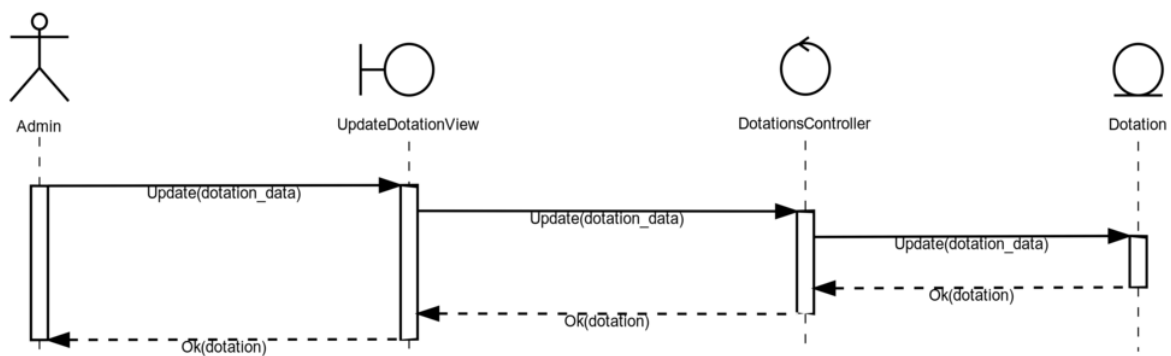 Admin
UpdateDotationView
DotationsController
Dotation
Update(dotation_data)
Update(dotation_data)
Update(dotation_data)
Ok(dotation)
Ok(dotation)
Ok(dotation)